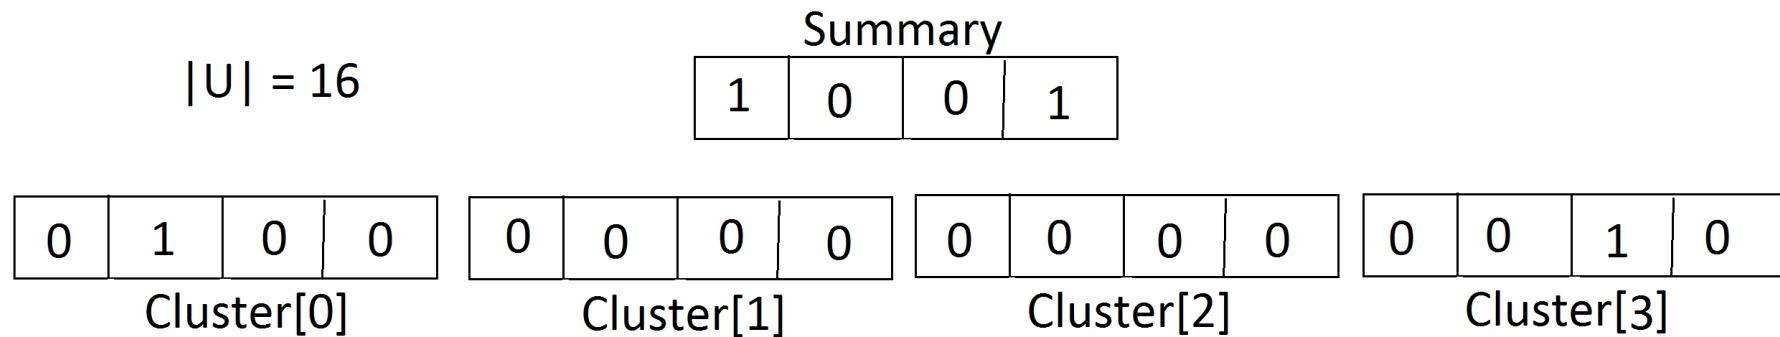 Summary
|U| = 16
1 0 0 1
0 1 0 0 0 0 0 0 0 0 0 0 0 0 1 0
Cluster[0] Cluster[1] Cluster[2] Cluster[3]